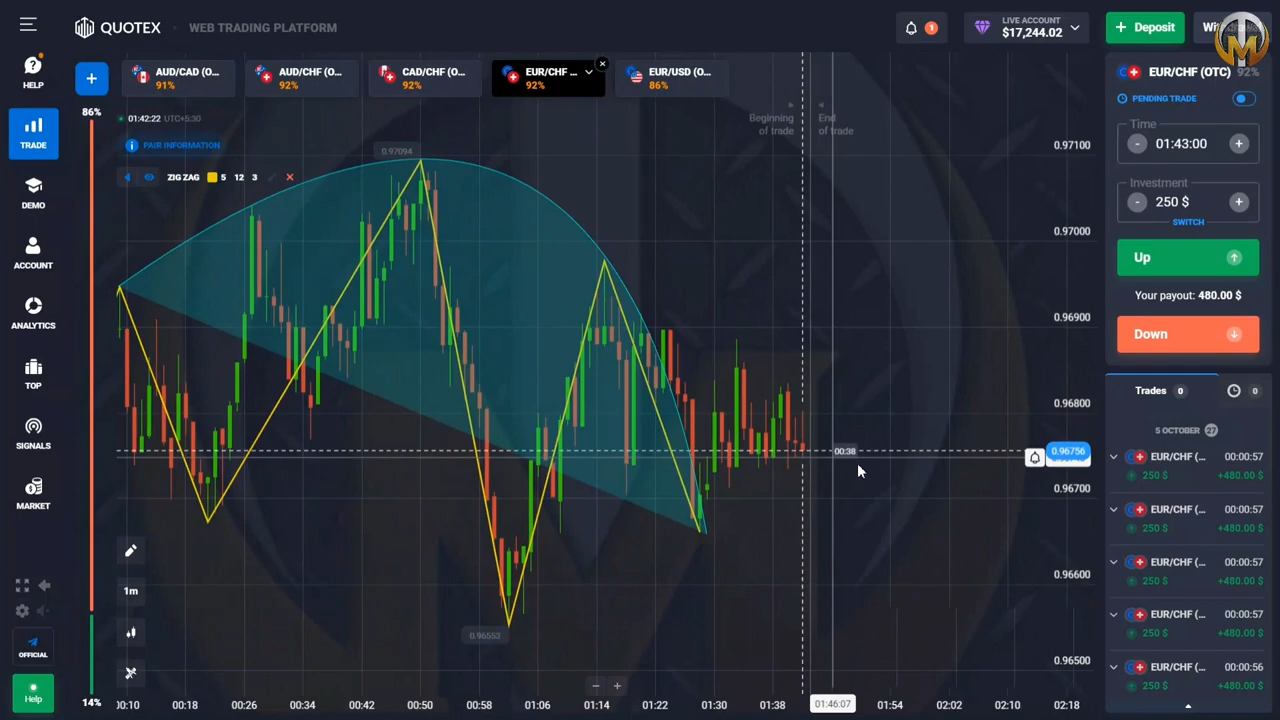 QUOTEX
WEB TRADING PLATFORM
1
LIVE ACCOUNT
$17,244.02
+ Deposit
HELP
TRADE
DEMO
ACCOUNT
ANALYTICS
TOP
SIGNALS
MARKET
OFFICIAL
Help
+
AUD/CAD (O...
91%
AUD/CHF (O...
92%
CAD/CHF (O...
92%
EUR/CHF ...
92%
EUR/USD (O...
86%
86%
14%
01:42:22 UTC+5:30
PAIR INFORMATION
ZIG ZAG 5 12 3
0.97094
0.96553
Beginning
of trade
End
of trade
00:38
0.97100
0.97000
0.96900
0.96800
0.96756
0.96700
0.96600
0.96500
1m
00:18
00:26
00:34
00:42
00:50
00:58
01:06
01:14
01:22
01:30
01:38
01:46:07
01:54
02:02
02:10
02:18
EUR/CHF (OTC) 92%
PENDING TRADE
Time
- 01:43:00 +
Investment
- 250 $ +
SWITCH
Up
Your payout: 480.00 $
Down
Trades 0
0
5 OCTOBER 27
EUR/CHF (... 00:00:57
250 $ +480.00 $
EUR/CHF (... 00:00:57
250 $ +480.00 $
EUR/CHF (... 00:00:57
250 $ +480.00 $
EUR/CHF (... 00:00:57
250 $ +480.00 $
EUR/CHF (... 00:00:56
250 $ +480.00 $